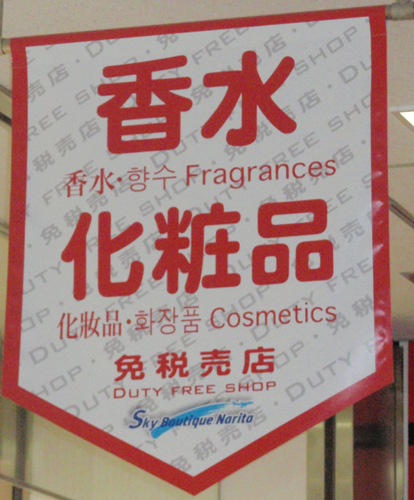 香水
香水·향수 Fragrances
化粧品
化妝品·화장품 Cosmetics
免税売店
DUTY FREE SHOP
Sky Boutique Narita